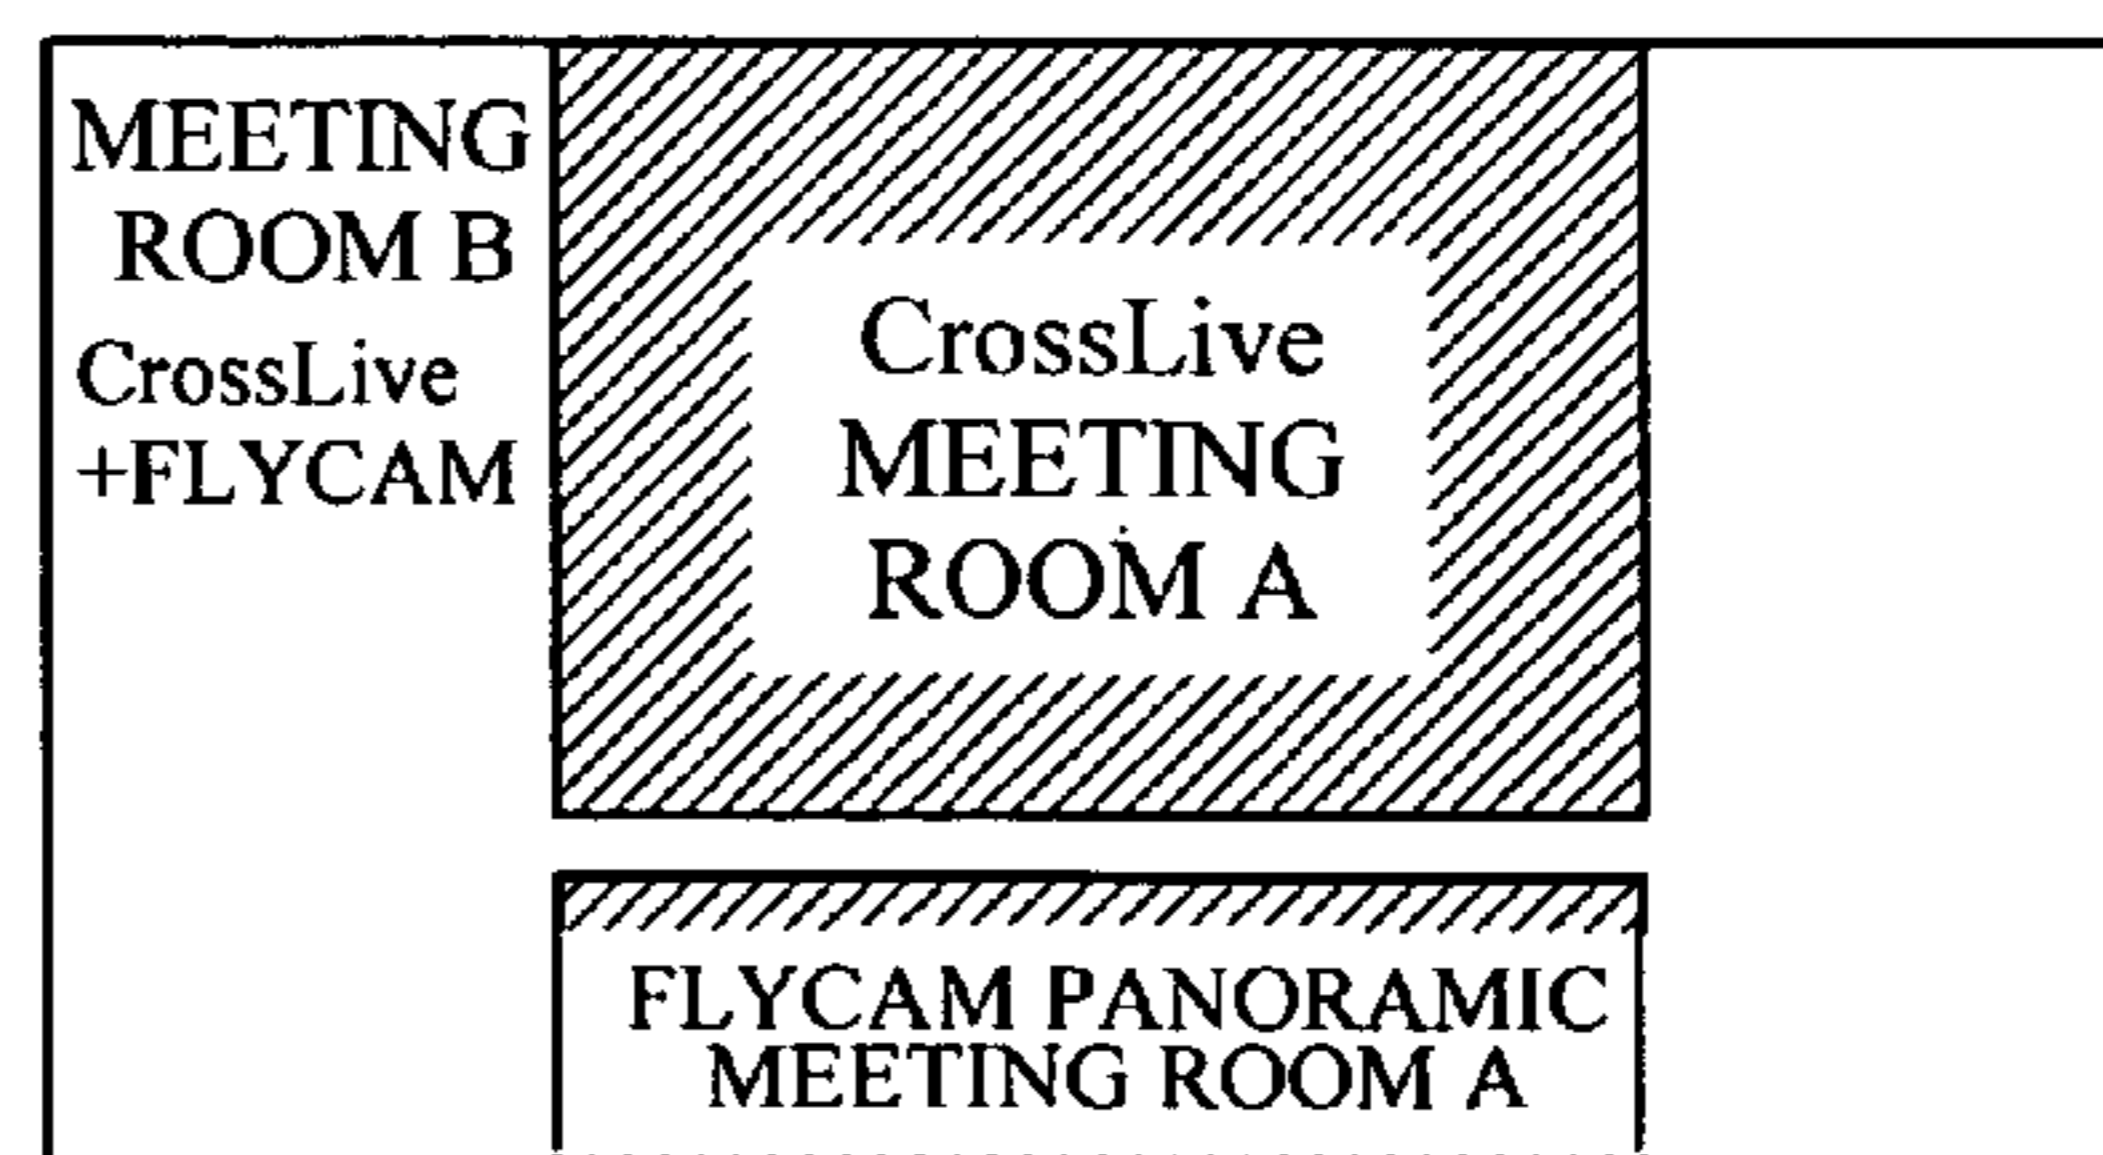 MEETING
ROOM B
CrossLive
+FLYCAM
CrossLive
MEETING
ROOM A
FLYCAM PANORAMIC
MEETING ROOM A